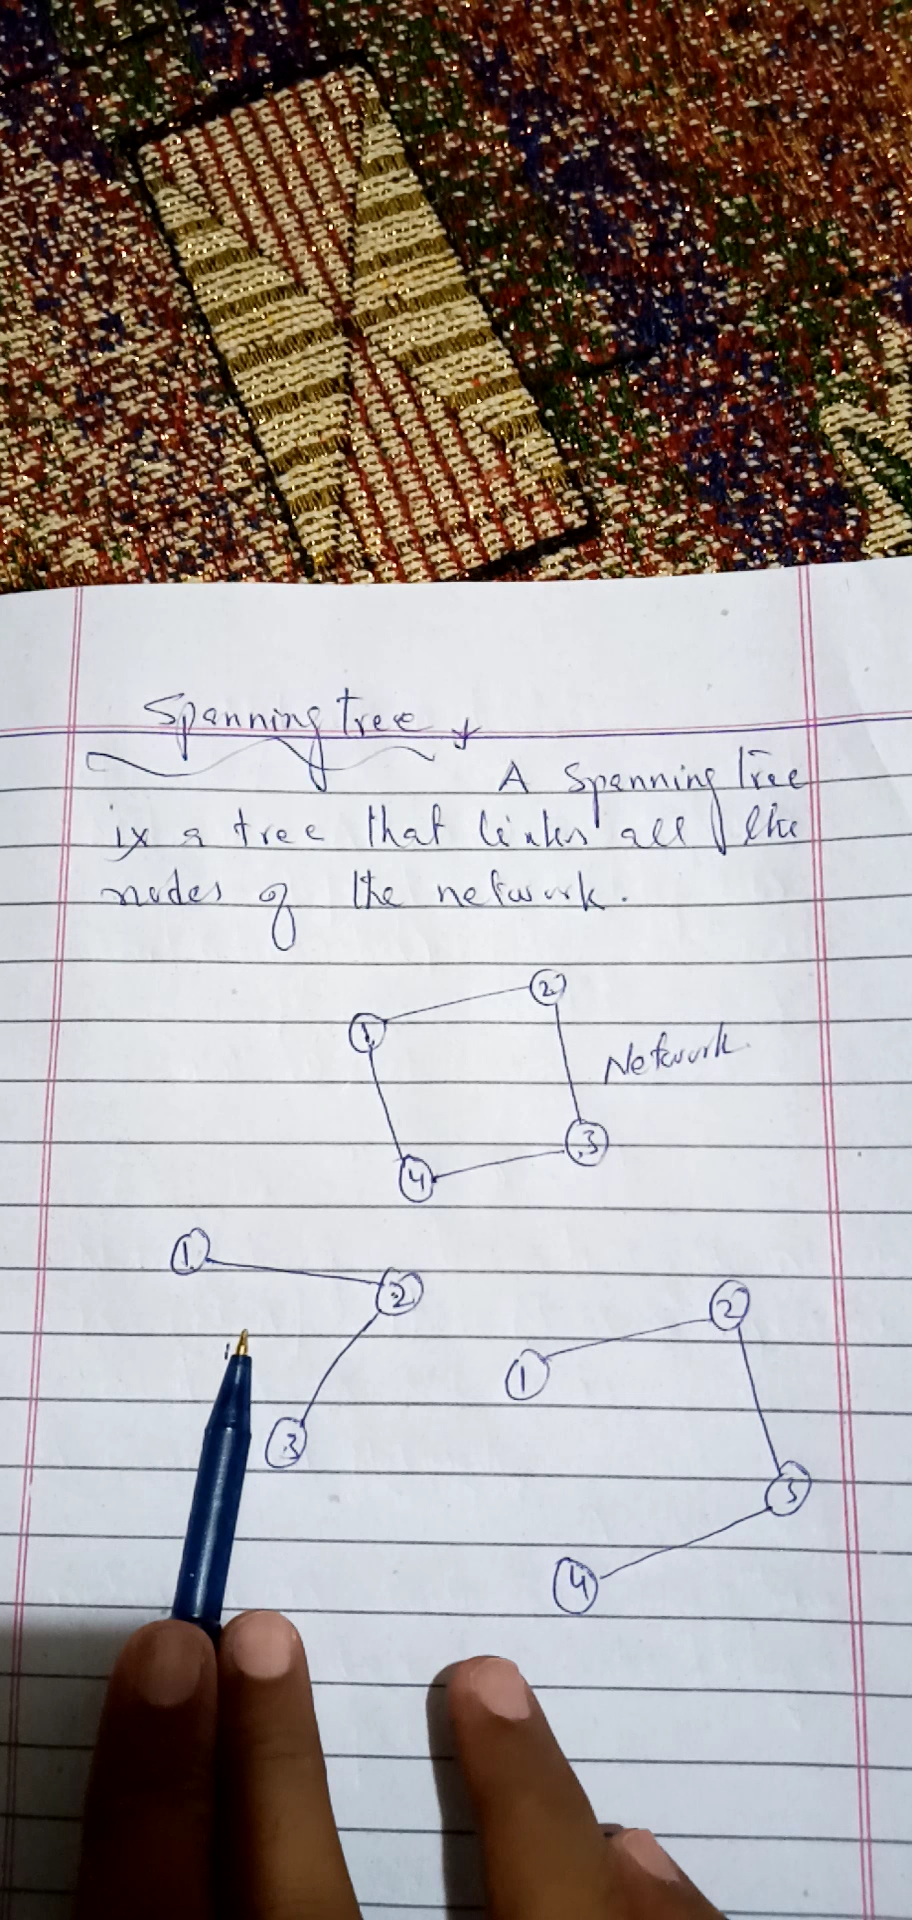 Spanning tree
A Spanning Tree
is a tree that links all the
nodes of the network.
2
1
Network
3
4
1
2
2
1
3
3
4